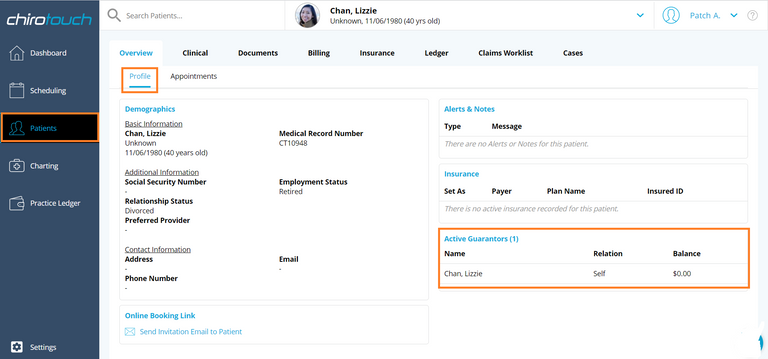 chirotouch
Search Patients...
Chan, Lizzie
Unknown, 11/06/1980 (40 yrs old)
Patch A.
?
Dashboard
Scheduling
Patients
Charting
Practice Ledger
Settings
Overview Clinical Documents Billing Insurance Ledger Claims Worklist Cases
Profile Appointments
Demographics
Basic Information
Chan, Lizzie Medical Record Number
Unknown CT10948
11/06/1980 (40 years old)
Additional Information
Social Security Number Employment Status
- Retired
Relationship Status
Divorced
Preferred Provider
-
Contact Information
Address Email
- -
Phone Number
-
Online Booking Link
Send Invitation Email to Patient
Alerts & Notes
Type Message
There are no Alerts or Notes for this patient.
Insurance
Set As Payer Plan Name Insured ID
There is no active insurance recorded for this patient.
Active Guarantors (1)
Name Relation Balance
Chan, Lizzie Self $0.00